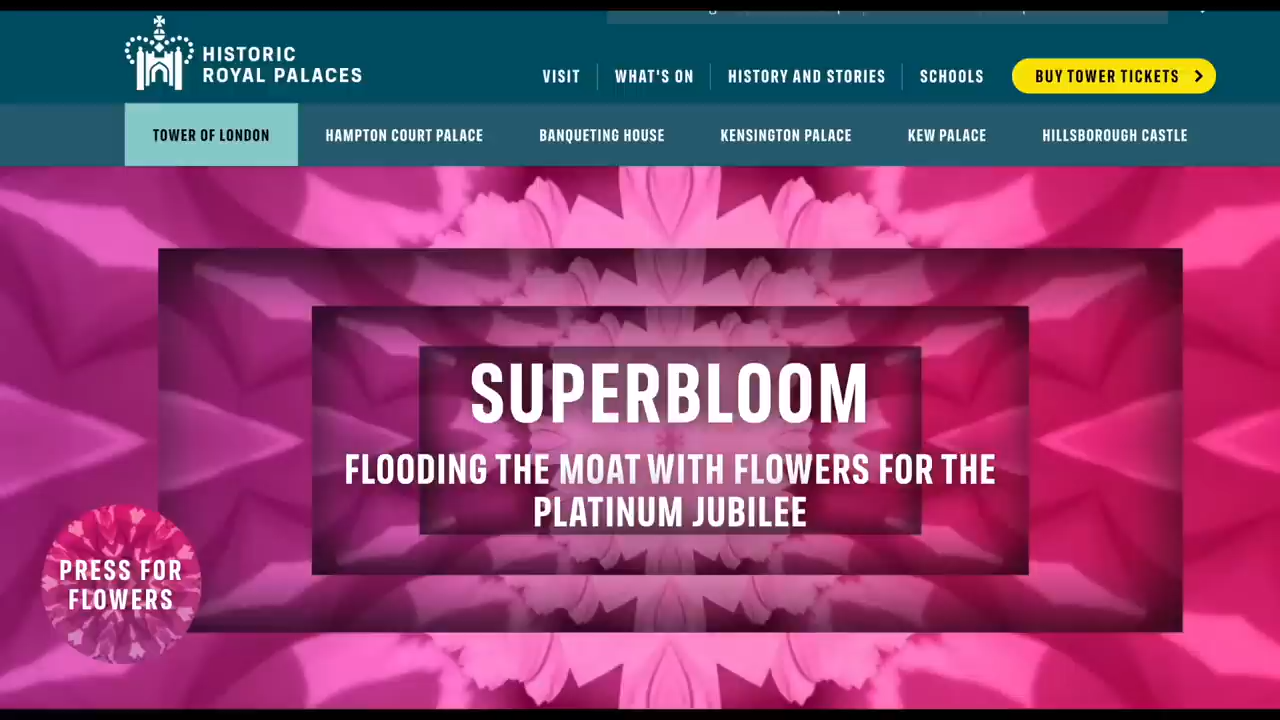 HISTORIC
ROYAL PALACES
VISIT
WHAT'S ON
HISTORY AND STORIES
SCHOOLS
BUY TOWER TICKETS
TOWER OF LONDON
HAMPTON COURT PALACE
BANQUETING HOUSE
KENSINGTON PALACE
KEW PALACE
HILLSBOROUGH CASTLE
SUPERBLOOM
FLOODING THE MOAT WITH FLOWERS FOR THE
PLATINUM JUBILEE
PRESS FOR
FLOWERS